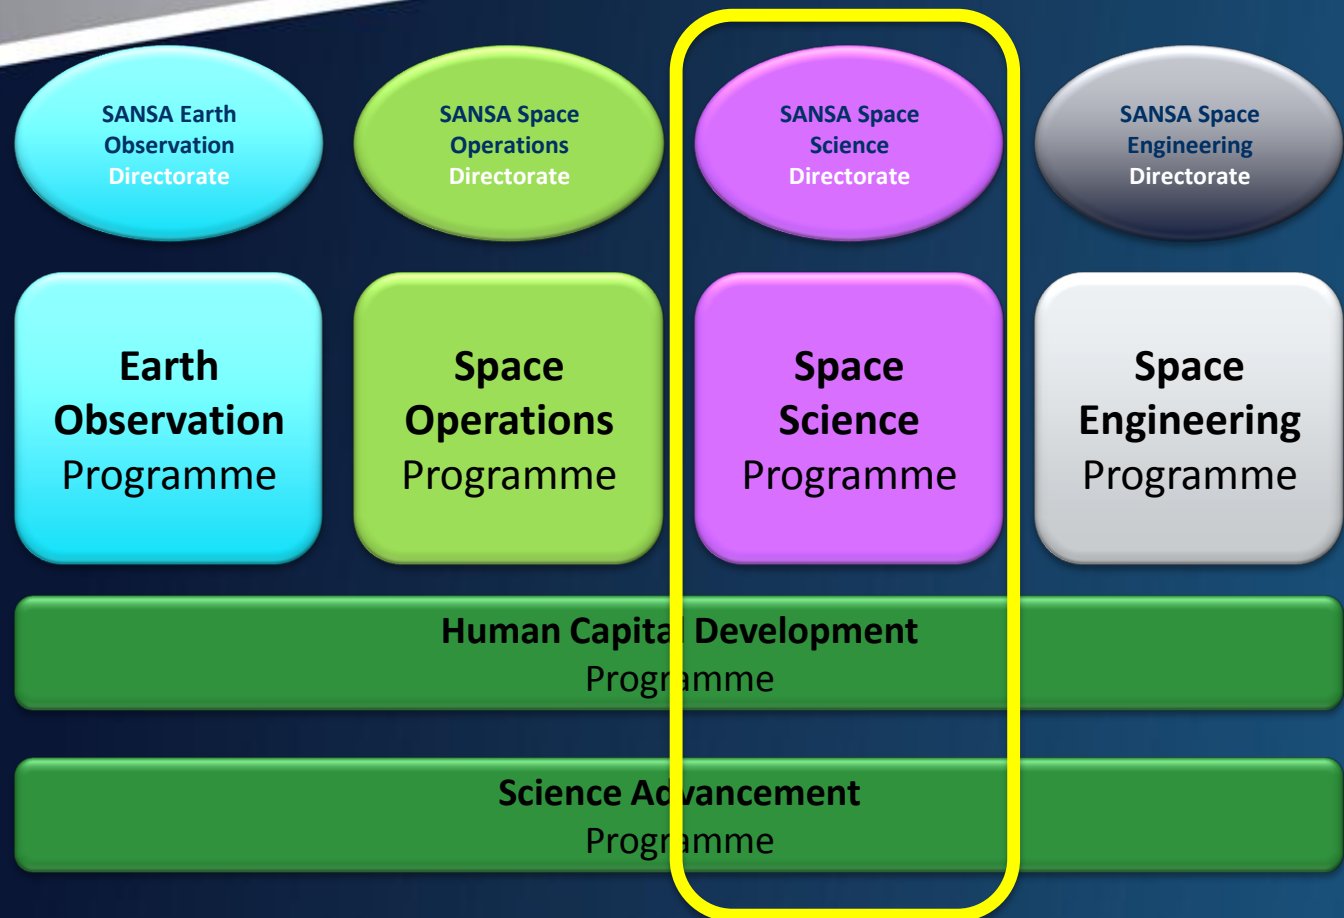 SANSA Earth
Observation
Directorate
SANSA Space
Operations
Directorate
SANSA Space
Science
Directorate
SANSA Space
Engineering
Directorate
Earth
Observation
Programme
Space
Operations
Programme
Space
Science
Programme
Space
Engineering
Programme
Human Capital Development
Programme
Science Advancement
Programme